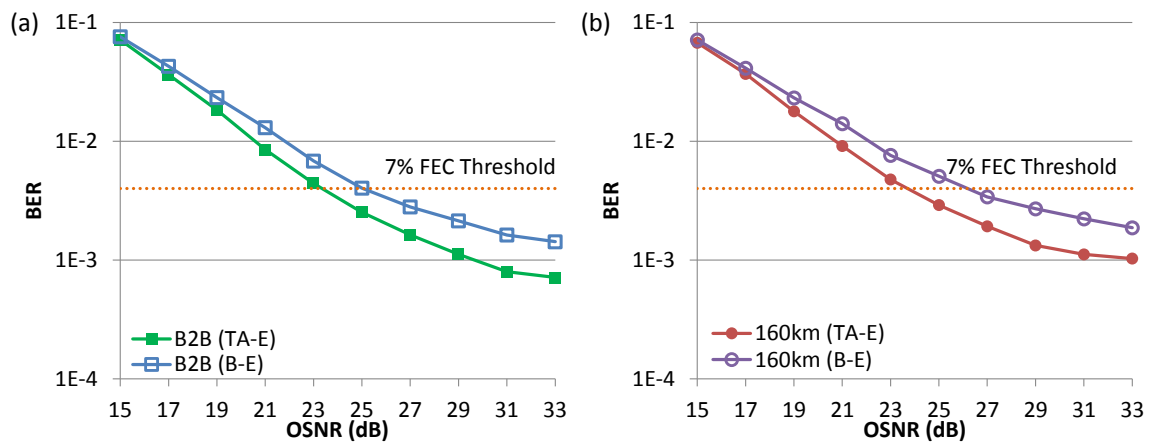 (a)
1E-1
1E-2
1E-3
1E-4
BER
7% FEC Threshold
B2B (TA-E)
B2B (B-E)
15 17 19 21 23 25 27 29 31 33
OSNR (dB)
(b)
1E-1
1E-2
1E-3
1E-4
BER
7% FEC Threshold
160km (TA-E)
160km (B-E)
15 17 19 21 23 25 27 29 31 33
OSNR (dB)